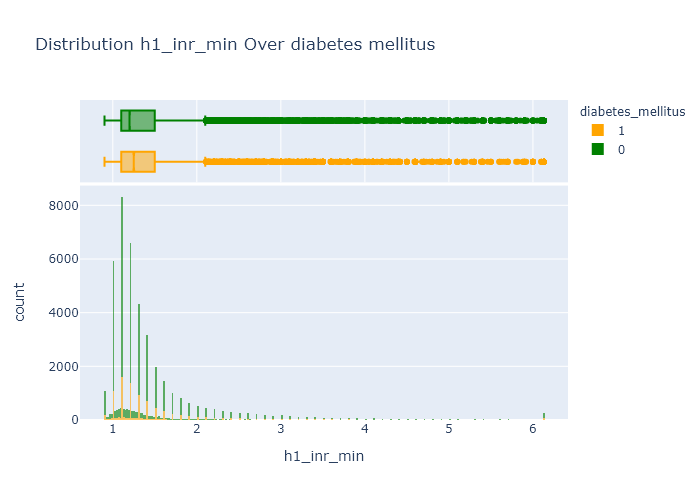 Distribution h1_inr_min Over diabetes mellitus
diabetes_mellitus
1
0
8000
6000
4000
2000
0
count
1 2 3 4 5 6
h1_inr_min